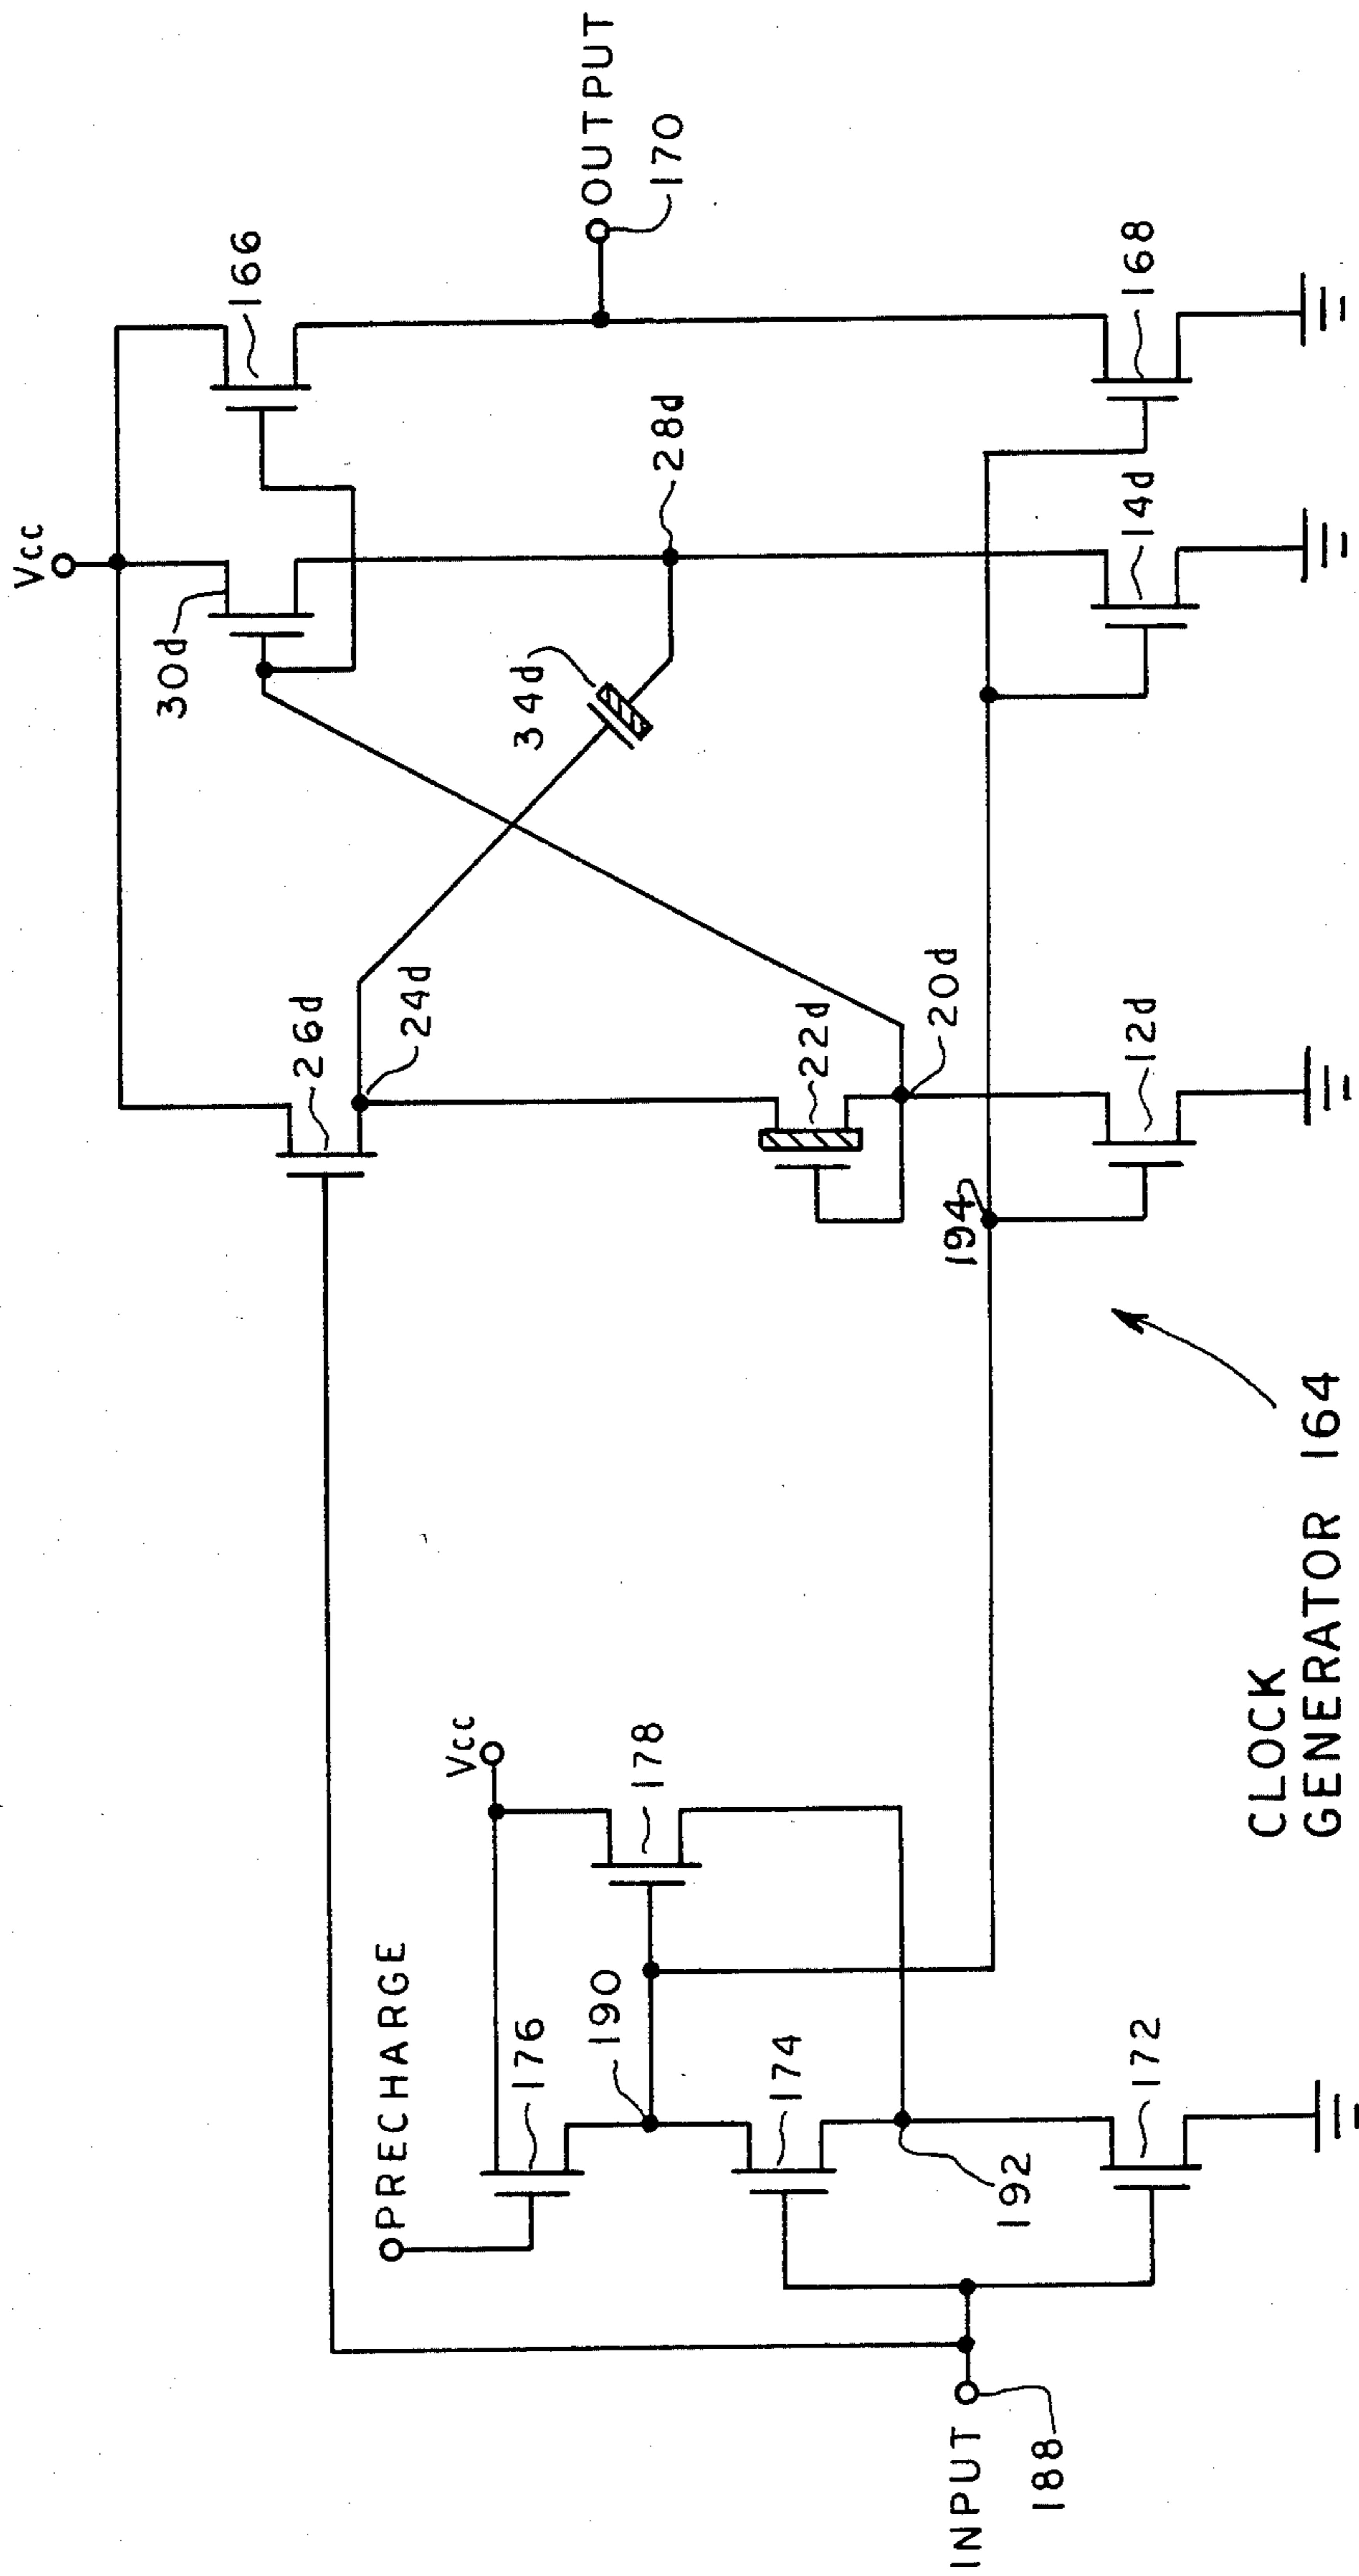 Vcc
166
30d
OUTPUT
170
26d
34d
24d
28d
Vcc
PRECHARGE
176
178
190
22d
20d
174
194
192
12d
14d
168
172
INPUT
188
CLOCK
GENERATOR 164